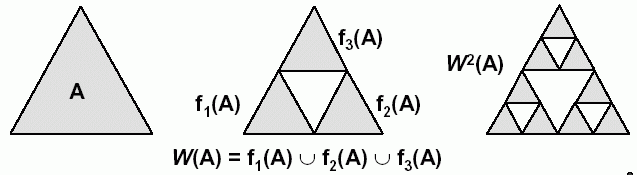 f₃(A)
W²(A)
A
f₁(A)
f₂(A)
W(A) = f₁(A) ∪ f₂(A) ∪ f₃(A)